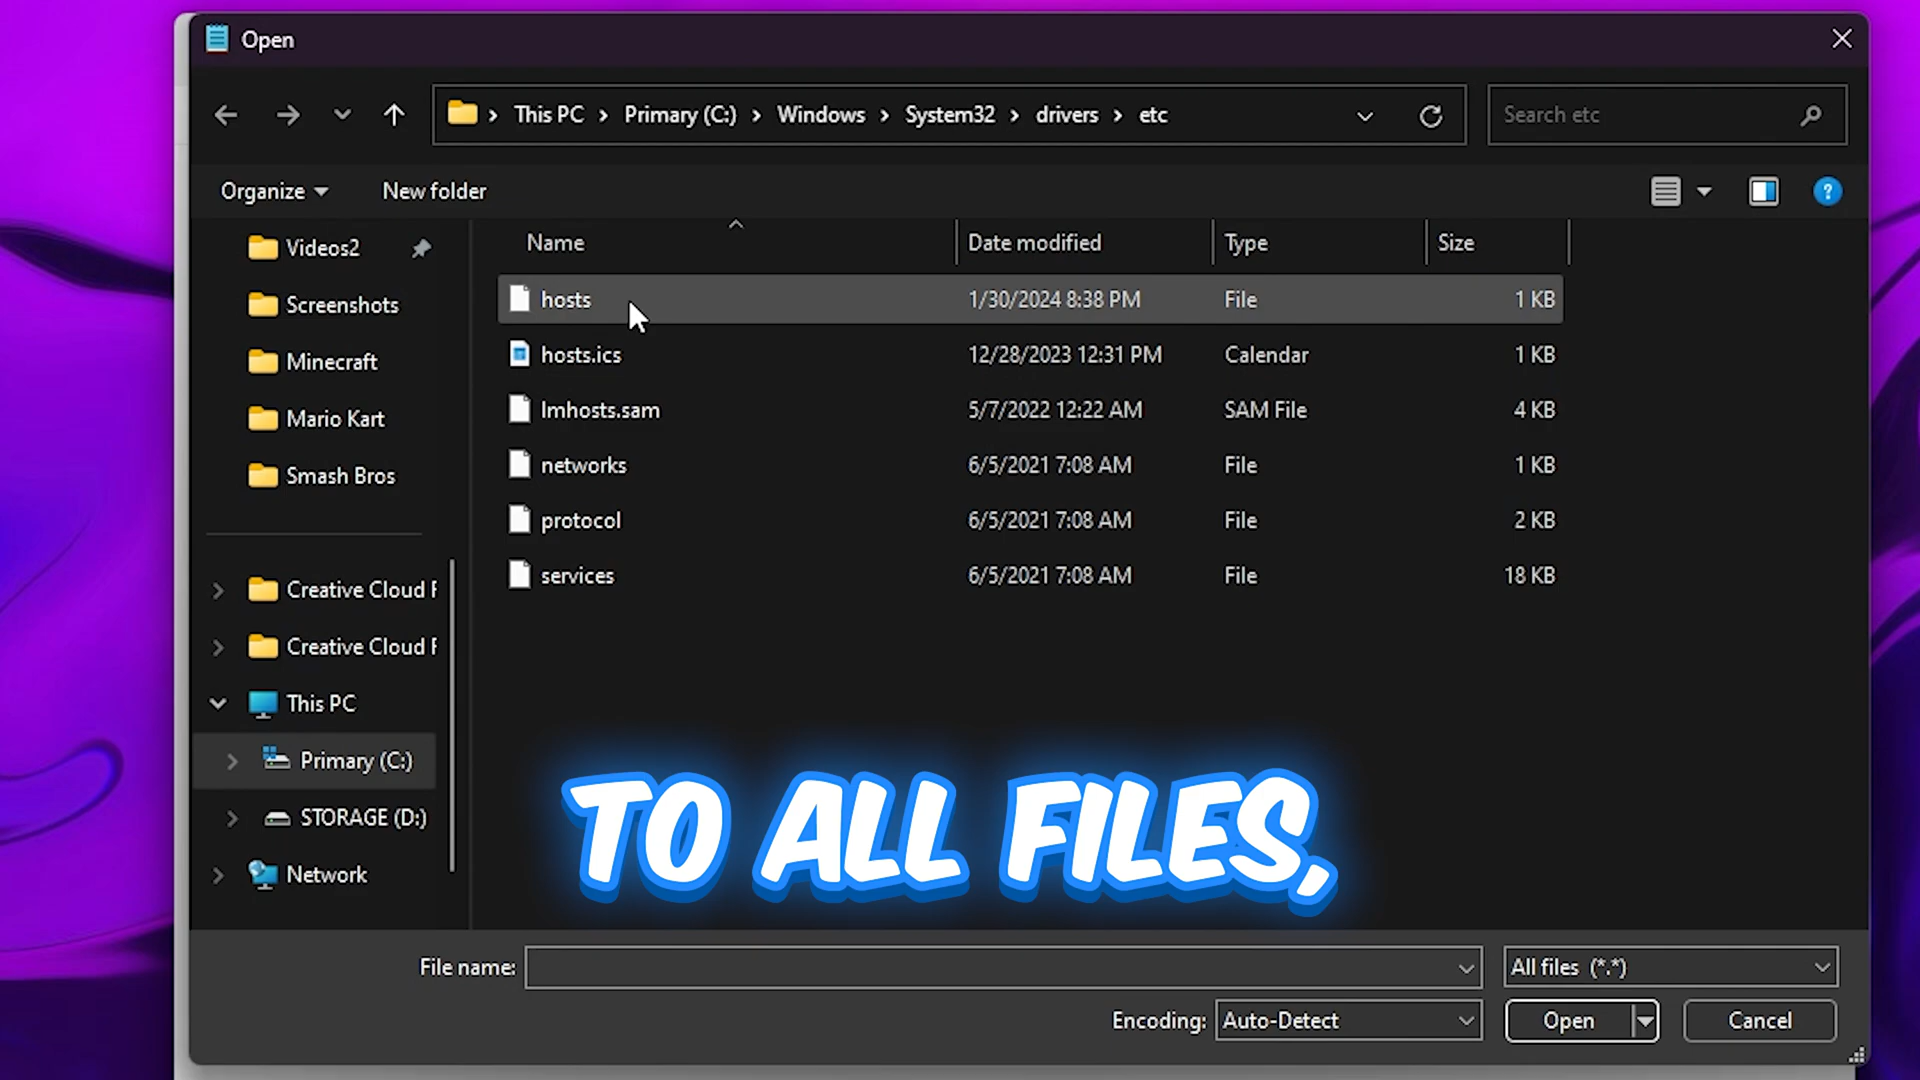 Open
This PC > Primary (C:) > Windows > System32 > drivers > etc
Search etc
Organize
New folder
Name
Date modified
Type
Size
Videos2
Screenshots
Minecraft
Mario Kart
Smash Bros
Creative Cloud F
Creative Cloud F
This PC
Primary (C:)
STORAGE (D:)
Network
hosts 1/30/2024 8:38 PM File 1 KB
hosts.ics 12/28/2023 12:31 PM Calendar 1 KB
lmhosts.sam 5/7/2022 12:22 AM SAM File 4 KB
networks 6/5/2021 7:08 AM File 1 KB
protocol 6/5/2021 7:08 AM File 2 KB
services 6/5/2021 7:08 AM File 18 KB
TO ALL FILES,
File name:
All files (*.*)
Encoding: Auto-Detect
Open
Cancel